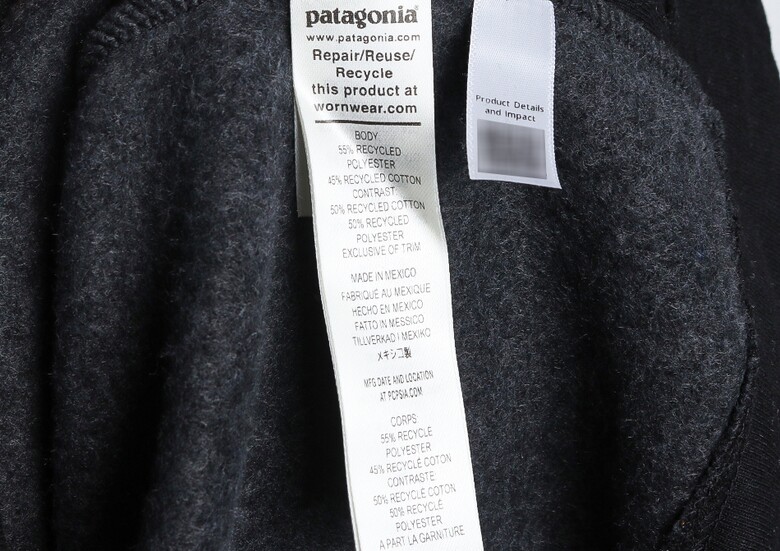 patagonia®
www.patagonia.com
Repair/Reuse/
Recycle
this product at
wornwear.com
BODY
55% RECYCLED
POLYESTER
45% RECYCLED COTTON
CONTRAST
50% RECYCLED COTTON
50% RECYCLED
POLYESTER
EXCLUSIVE OF TRIM
MADE IN MEXICO
FABRIQUÉ AU MEXIQUE
HECHO EN MEXICO
FATTO IN MESSICO
TILLVERKAD I MEXIKO
メキシコ製
MFG DATE AND LOCATION
AT PCPSIA.COM
CORPS
55% RECYCLÉ
POLYESTER
45% RECYCLÉ COTON
CONTRASTE
50% RECYCLÉ COTON
50% RECYCLÉ
POLYESTER
À PART LA GARNITURE
Product Details
and Impact